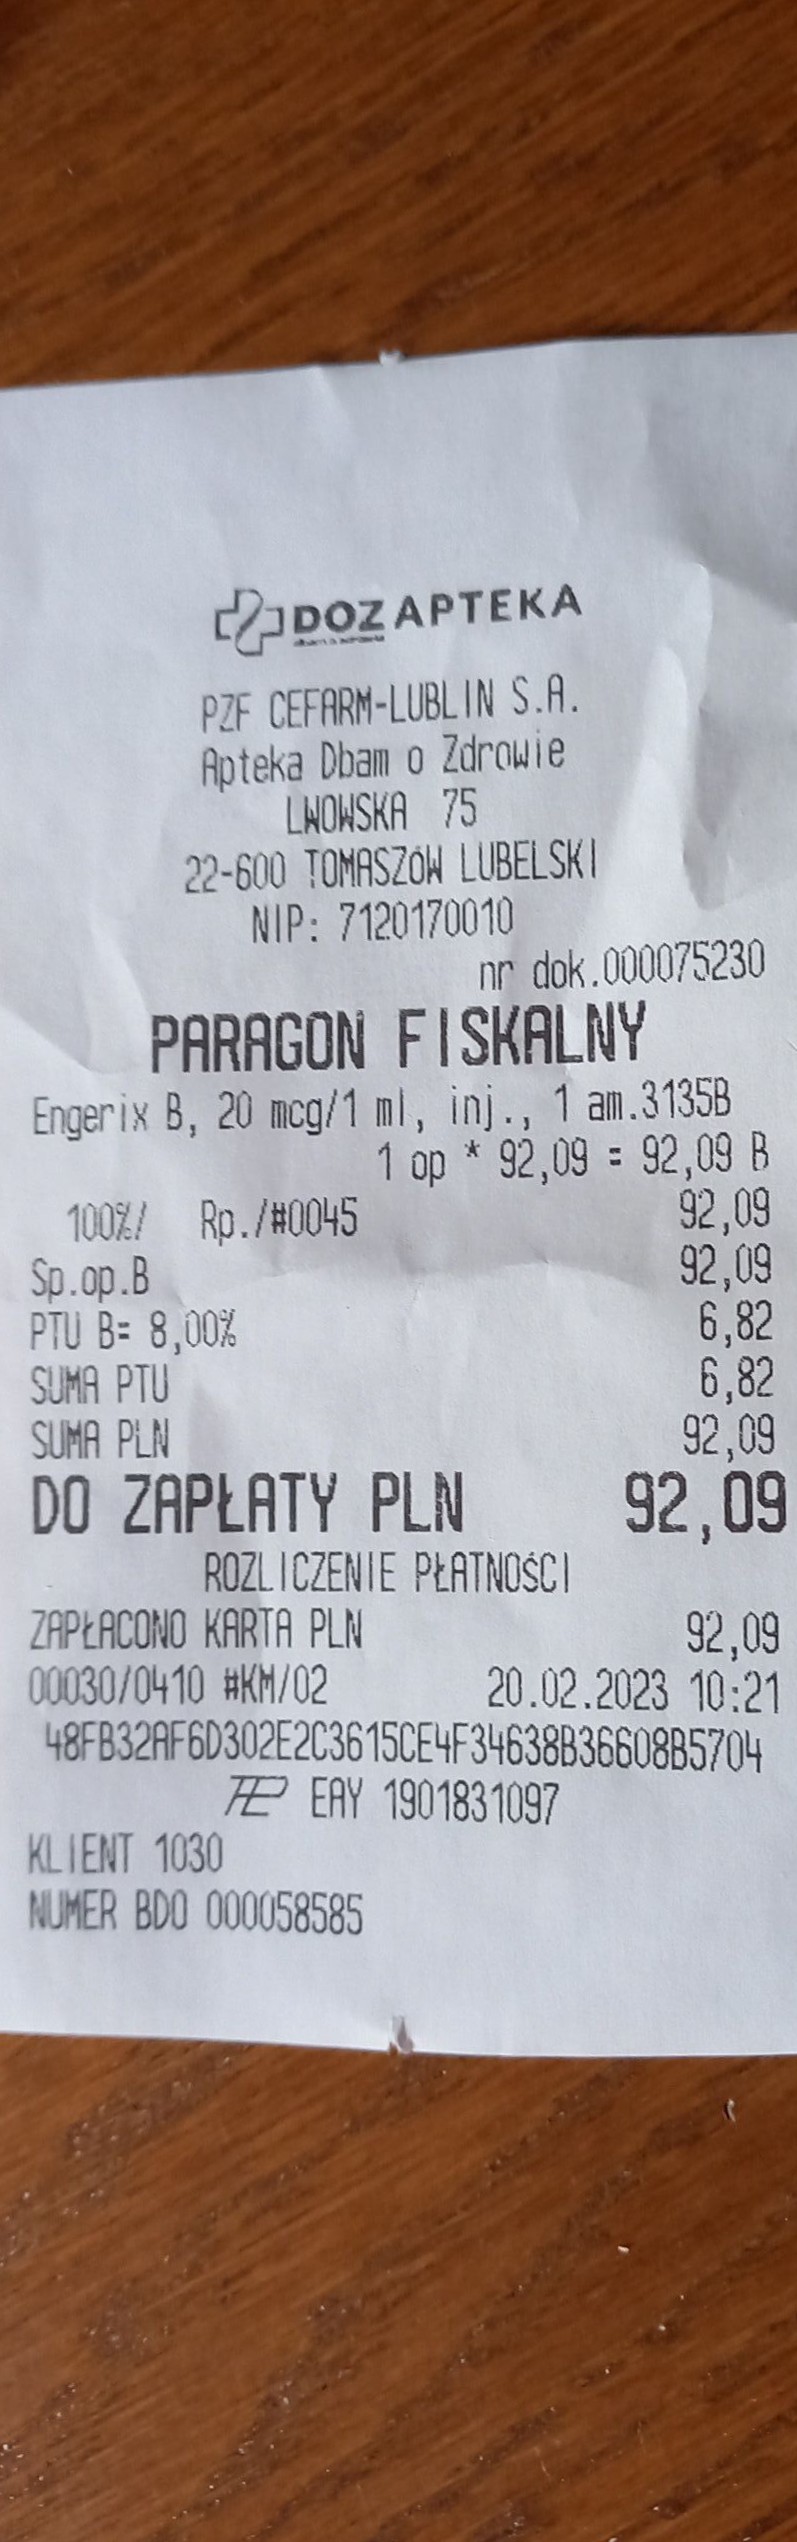 DOZ APTEKA
PZF CEFARM-LUBLIN S.A.
Apteka Dbam o Zdrowie
LWOWSKA 75
22-600 TOMASZÓW LUBELSKI
NIP: 7120170010
nr dok.000075230
PARAGON FISKALNY
Engerix B, 20 mcg/1 ml, inj., 1 am.3135B
1 op * 92,09 = 92,09 B
100%/ Rp./#0045 92,09
Sp.op.B 92,09
PTU B= 8,00% 6,82
SUMA PTU 6,82
SUMA PLN 92,09
DO ZAPŁATY PLN 92,09
ROZLICZENIE PŁATNOŚCI
ZAPŁACONO KARTA PLN 92,09
00030/0410 #KM/02 20.02.2023 10:21
48FB32AF6D302E2C3615CE4F34638B36608B5704
EAY 1901831097
KLIENT 1030
NUMER BDO 000058585